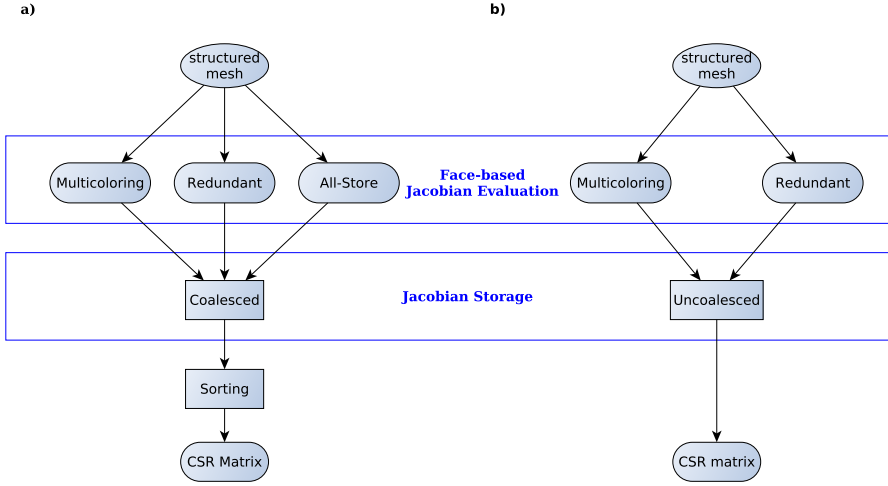 a)
b)
structured
mesh
structured
mesh
Multicoloring
Redundant
All-Store
Face-based
Jacobian Evaluation
Multicoloring
Redundant
Coalesced
Jacobian Storage
Uncoalesced
Sorting
CSR Matrix
CSR matrix